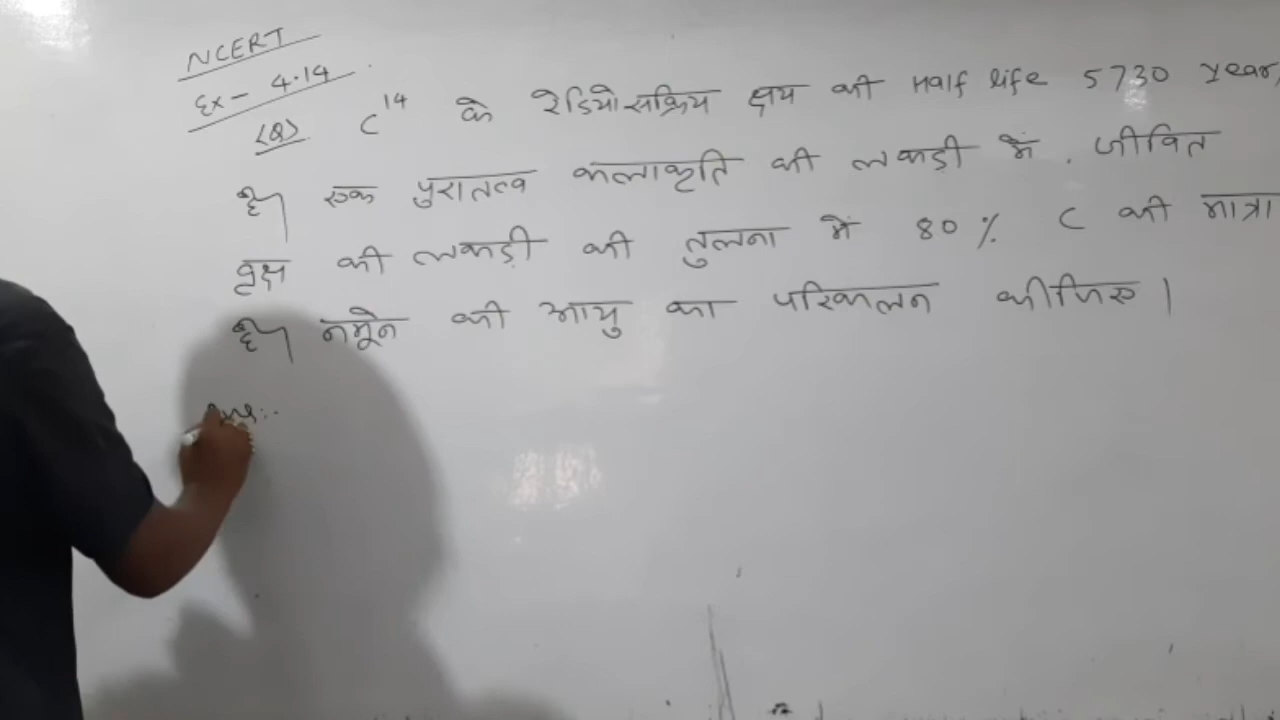 NCERT
Ex - 4.14
(Q) C14 के रेडियोसक्रिय क्षय की Half life 5730 year,
है। एक पुरातत्व कलाकृति की लकड़ी में, जीवित
वृक्ष की लकड़ी की तुलना में 80% C की मात्रा
है। नमूने की आयु का परिकलन कीजिए।
Ans:-